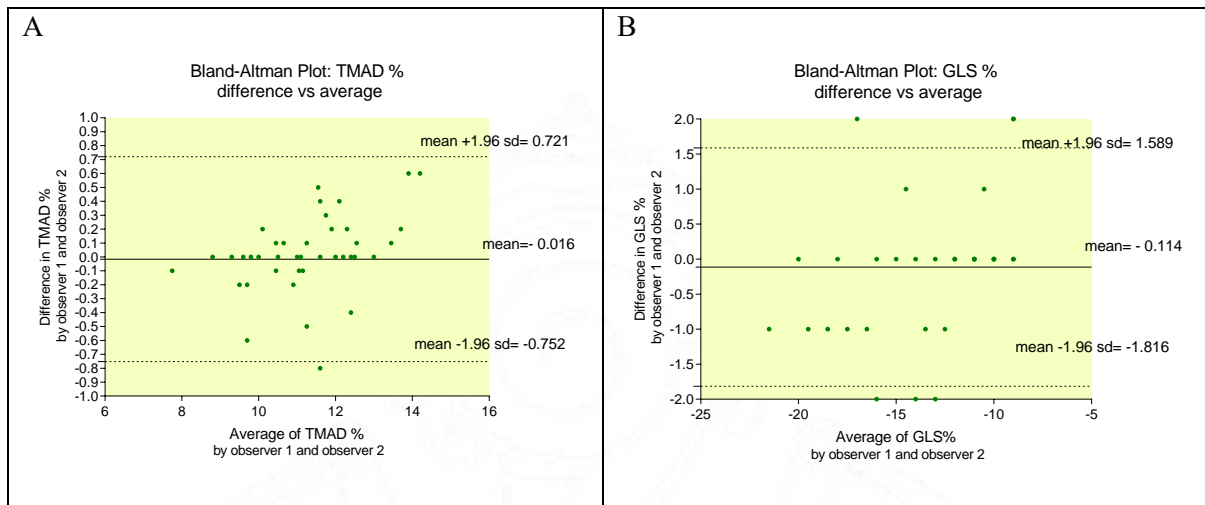 A
Bland-Altman Plot: TMAD %
difference vs average
Difference in TMAD %
by observer 1 and observer 2
1.0
0.9
0.8
0.7
0.6
0.5
0.4
0.3
0.2
0.1
0.0
-0.1
-0.2
-0.3
-0.4
-0.5
-0.6
-0.7
-0.8
-0.9
-1.0
mean +1.96 sd= 0.721
mean=- 0.016
mean -1.96 sd= -0.752
6 8 10 12 14 16
Average of TMAD %
by observer 1 and observer 2
B
Bland-Altman Plot: GLS %
difference vs average
Difference in GLS %
by observer 1 and observer 2
2.0
1.5
1.0
0.5
0.0
-0.5
-1.0
-1.5
-2.0
mean +1.96 sd= 1.589
mean= - 0.114
mean -1.96 sd= -1.816
-25 -20 -15 -10 -5
Average of GLS%
by observer 1 and observer 2